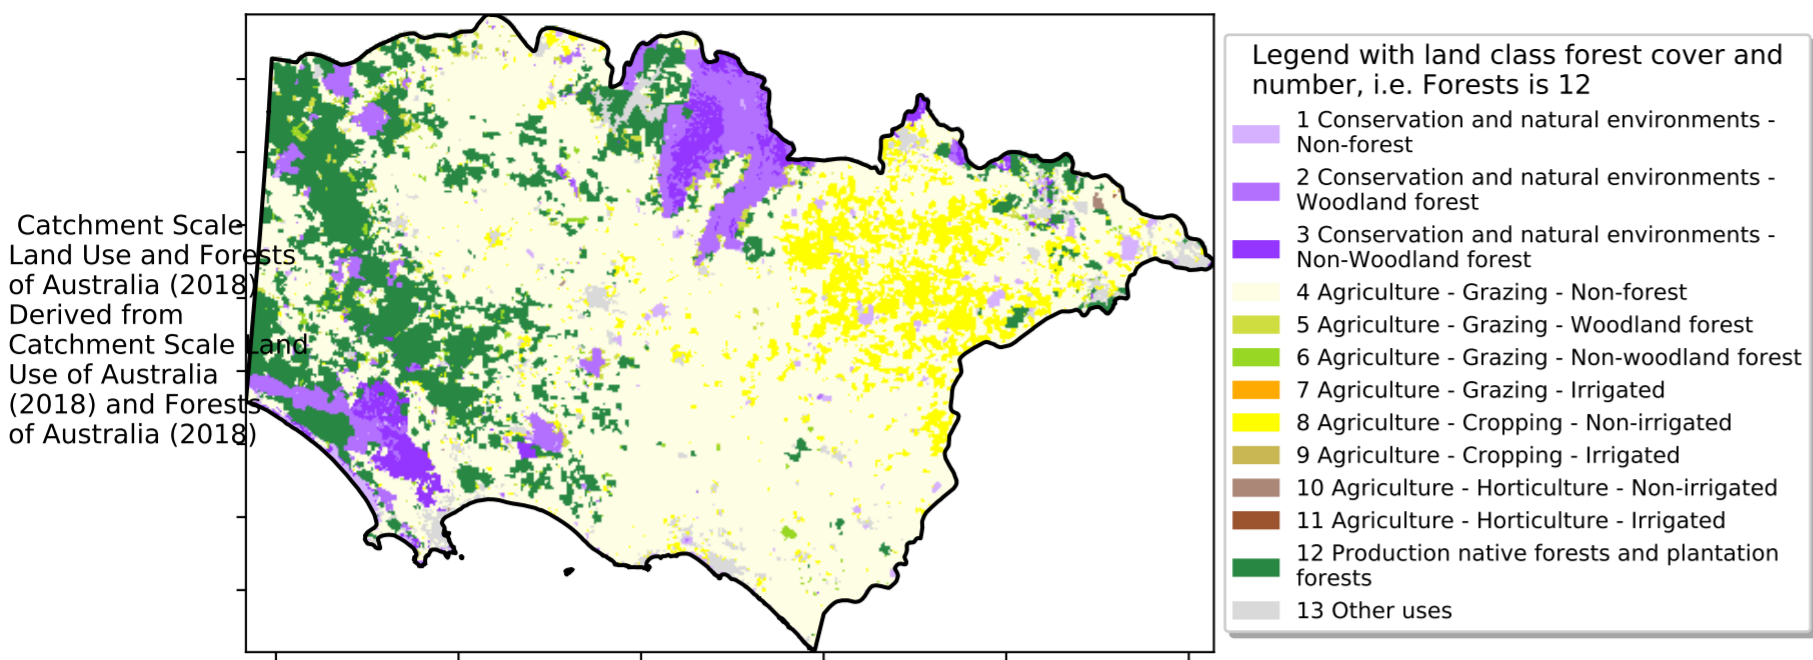 Catchment Scale
Land Use and Forests
of Australia (2018)
Derived from
Catchment Scale Land
Use of Australia
(2018) and Forests
of Australia (2018)
Legend with land class forest cover and
number, i.e. Forests is 12
1 Conservation and natural environments -
Non-forest
2 Conservation and natural environments -
Woodland forest
3 Conservation and natural environments -
Non-Woodland forest
4 Agriculture - Grazing - Non-forest
5 Agriculture - Grazing - Woodland forest
6 Agriculture - Grazing - Non-woodland forest
7 Agriculture - Grazing - Irrigated
8 Agriculture - Cropping - Non-irrigated
9 Agriculture - Cropping - Irrigated
10 Agriculture - Horticulture - Non-irrigated
11 Agriculture - Horticulture - Irrigated
12 Production native forests and plantation
forests
13 Other uses